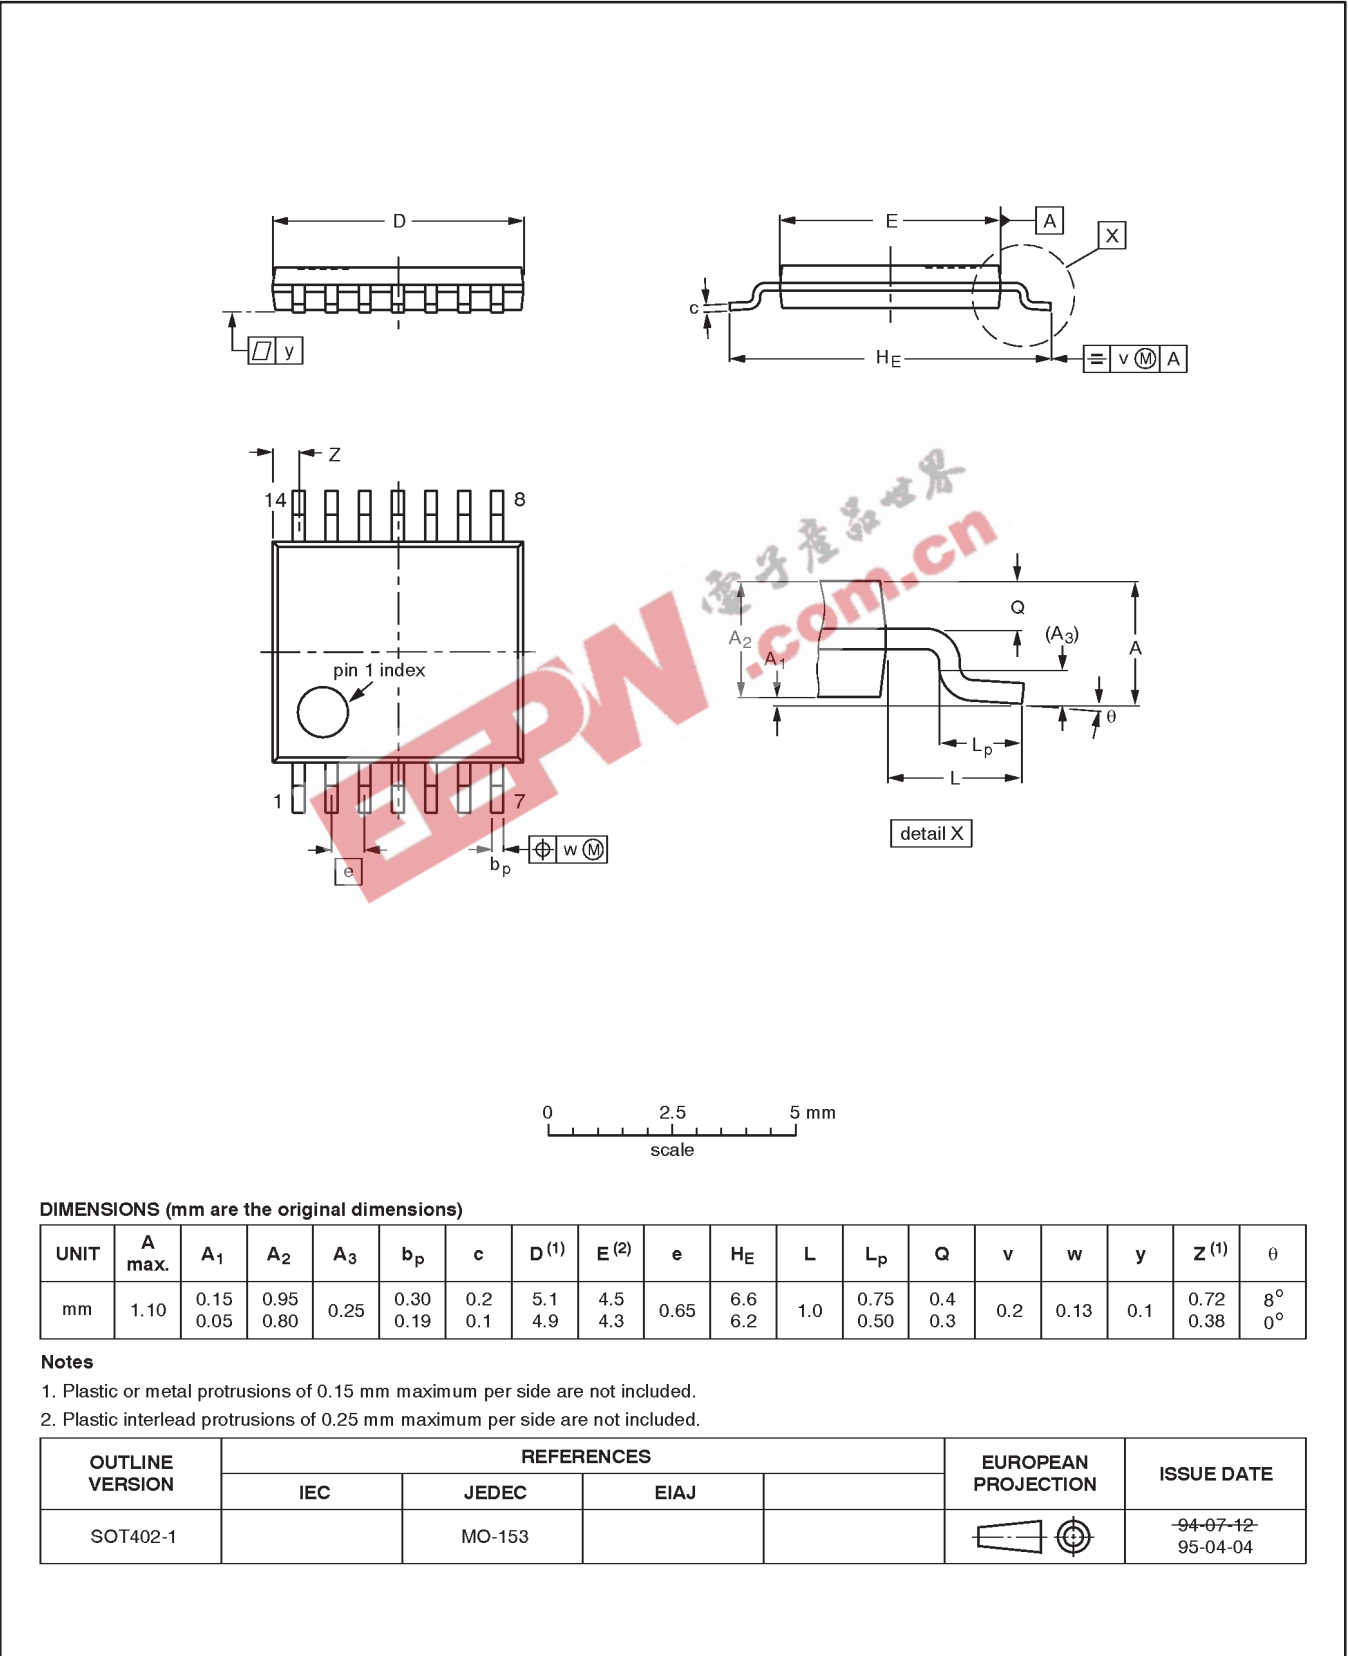 D
E
A
X
c
y
HE
v Ⓜ A
Z
14
8
電子產品世界
.com.cn
EEPW
Q
A2
A1
(A3)
A
pin 1 index
θ
Lp
L
1
7
detail X
e
bp
w Ⓜ
0 2.5 5 mm
scale
DIMENSIONS (mm are the original dimensions)
UNIT A max. A1 A2 A3 bp c D(1) E(2) e HE L Lp Q v w y Z(1) θ
mm 1.10 0.15 0.05 0.95 0.80 0.25 0.30 0.19 0.2 0.1 5.1 4.9 4.5 4.3 0.65 6.6 6.2 1.0 0.75 0.50 0.4 0.3 0.2 0.13 0.1 0.72 0.38 8° 0°
Notes
1. Plastic or metal protrusions of 0.15 mm maximum per side are not included.
2. Plastic interlead protrusions of 0.25 mm maximum per side are not included.
OUTLINE VERSION REFERENCES EUROPEAN PROJECTION ISSUE DATE
IEC JEDEC EIAJ
SOT402-1 MO-153 94-07-12
95-04-04